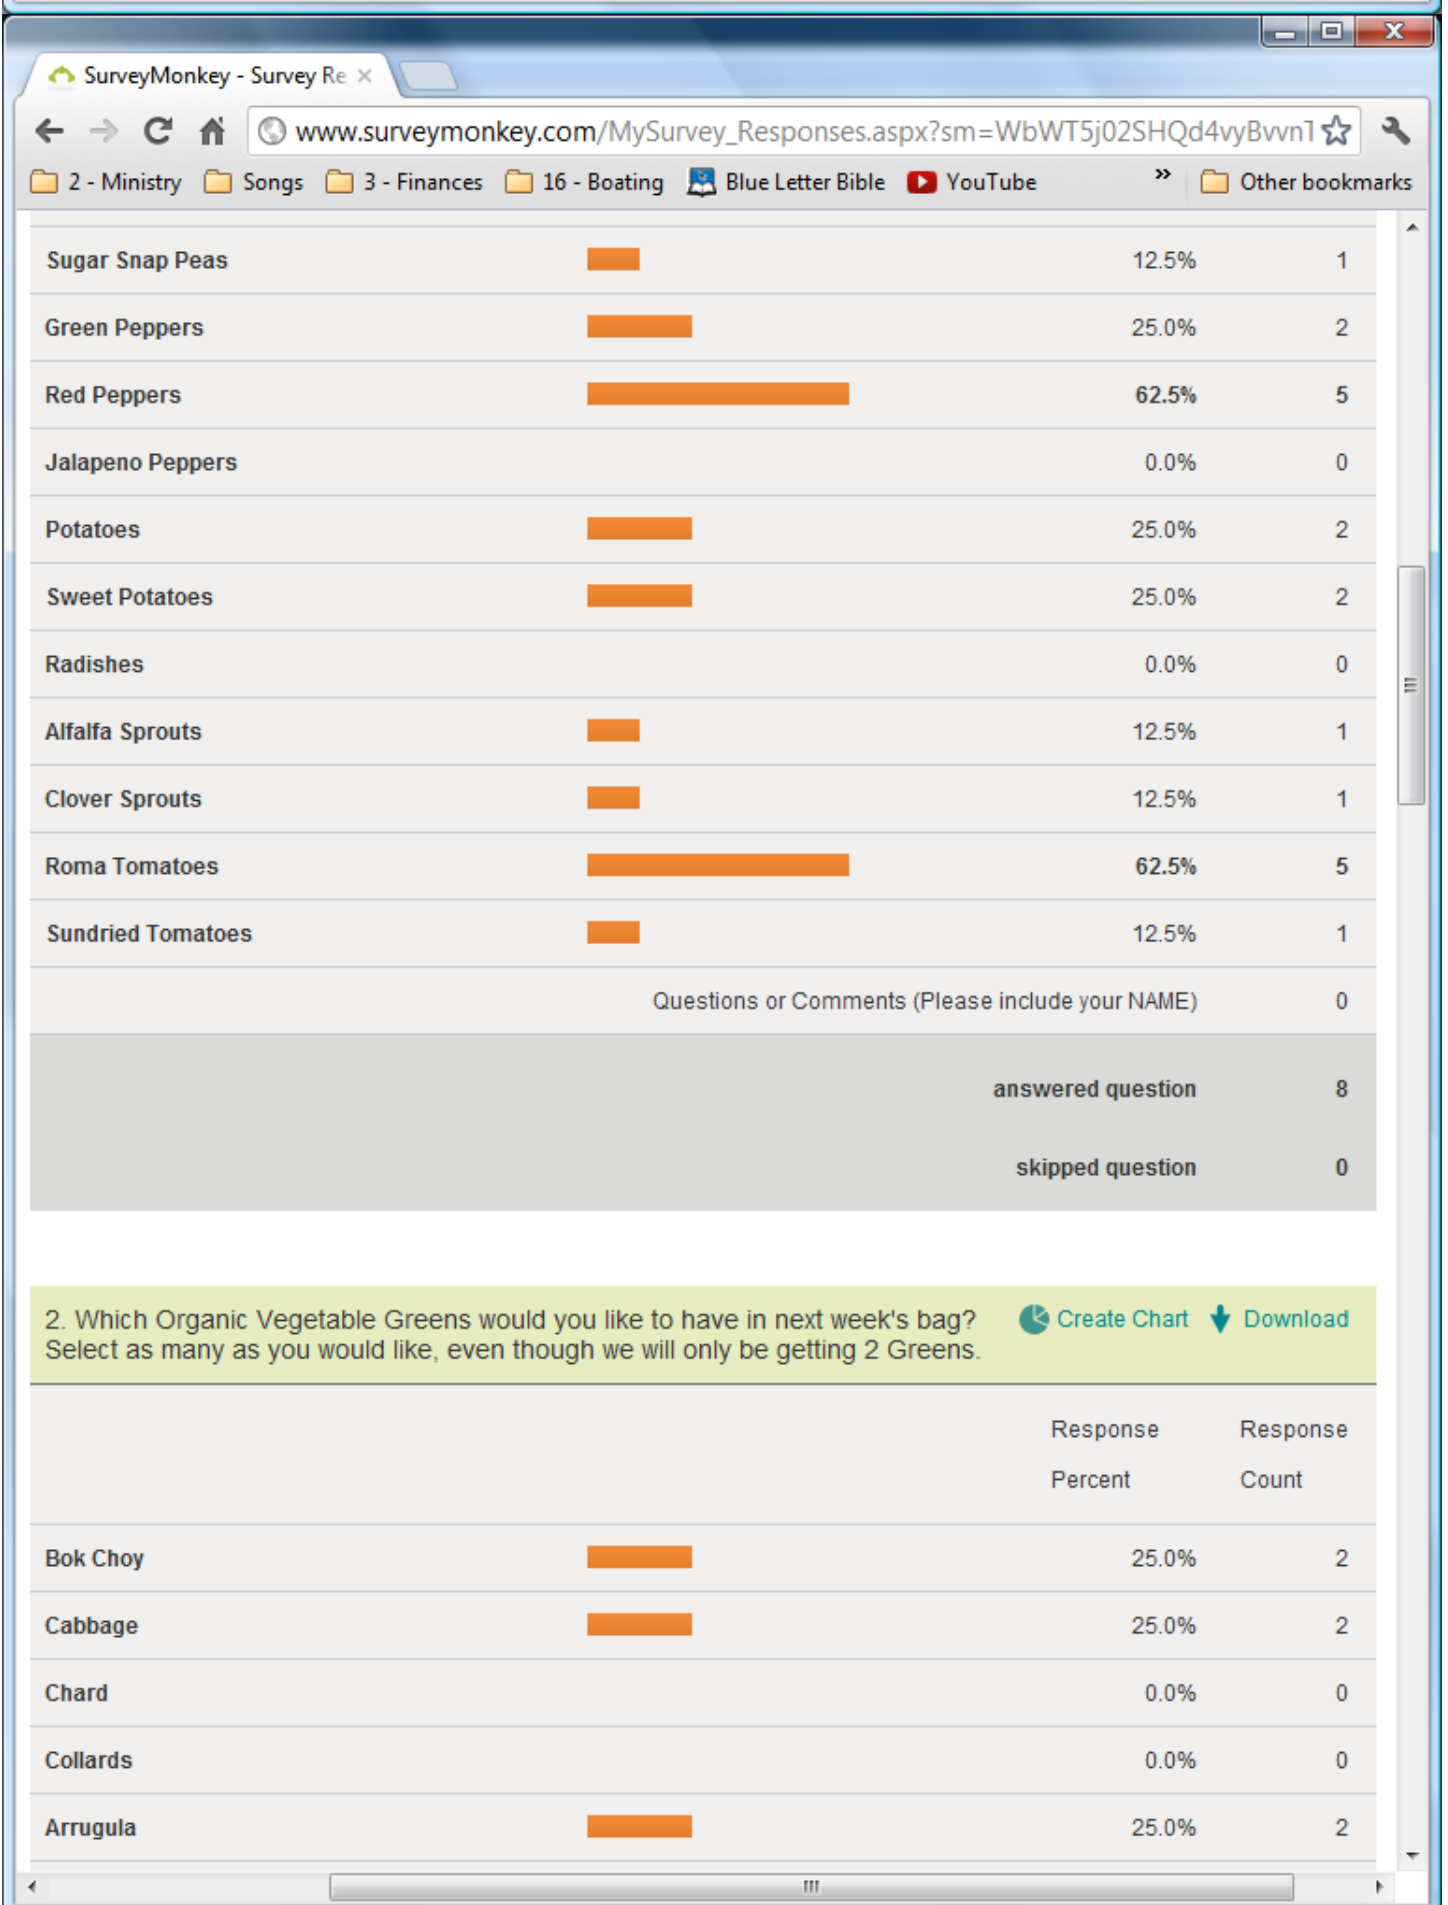 SurveyMonkey - Survey Re
www.surveymonkey.com/MySurvey_Responses.aspx?sm=WbWT5j02SHQd4vyBvvn
2 - Ministry Songs 3 - Finances 16 - Boating Blue Letter Bible YouTube » Other bookmarks
Sugar Snap Peas 12.5% 1
Green Peppers 25.0% 2
Red Peppers 62.5% 5
Jalapeno Peppers 0.0% 0
Potatoes 25.0% 2
Sweet Potatoes 25.0% 2
Radishes 0.0% 0
Alfalfa Sprouts 12.5% 1
Clover Sprouts 12.5% 1
Roma Tomatoes 62.5% 5
Sundried Tomatoes 12.5% 1
Questions or Comments (Please include your NAME) 0
answered question 8
skipped question 0
2. Which Organic Vegetable Greens would you like to have in next week's bag? Create Chart Download
Select as many as you would like, even though we will only be getting 2 Greens.
Response Response
Percent Count
Bok Choy 25.0% 2
Cabbage 25.0% 2
Chard 0.0% 0
Collards 0.0% 0
Arrugula 25.0% 2